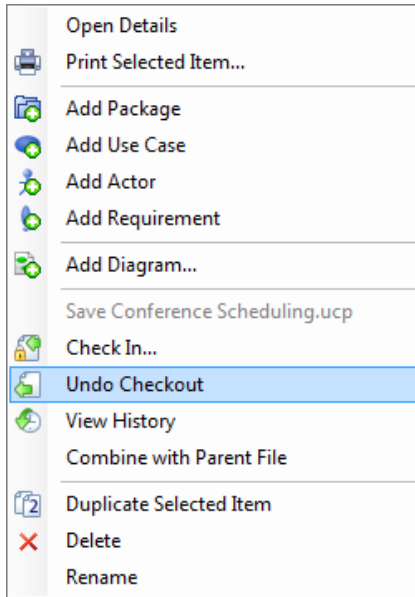 Open Details
Print Selected Item...
Add Package
Add Use Case
Add Actor
Add Requirement
Add Diagram...
Save Conference Scheduling.ucp
Check In...
Undo Checkout
View History
Combine with Parent File
2 Duplicate Selected Item
Delete
Rename